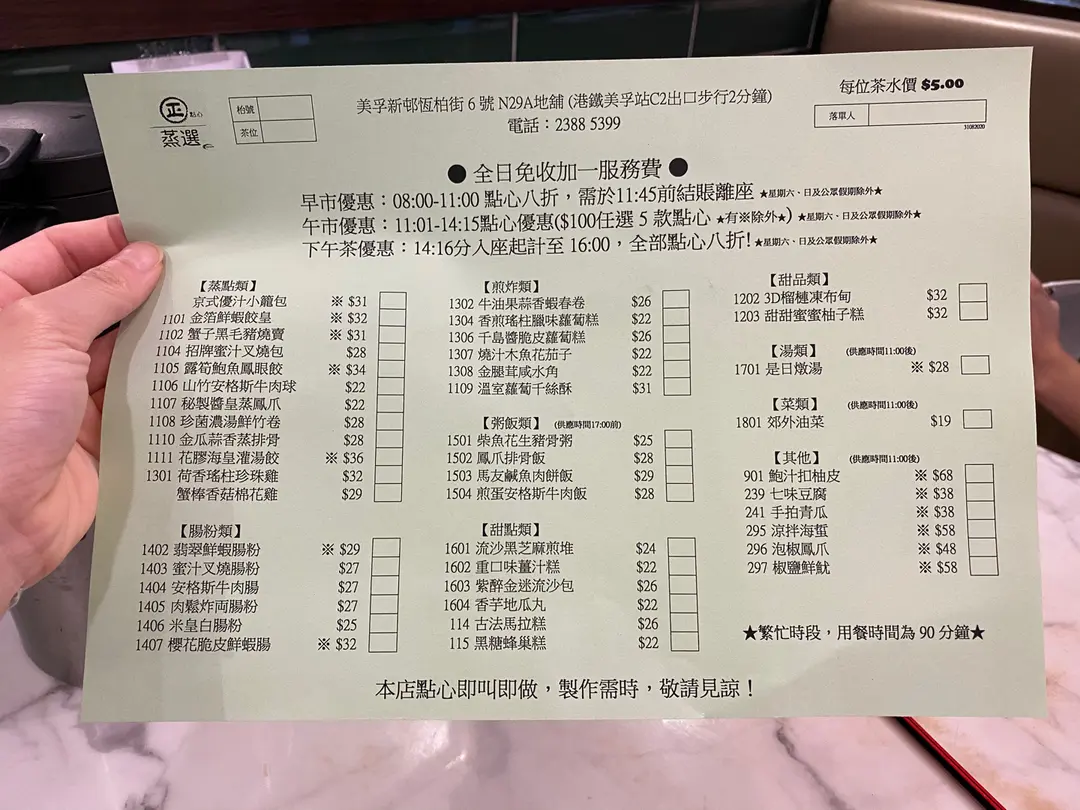 正 點心
蒸選
枱號
茶位
美孚新邨恆柏街 6 號 N29A地舖 (港鐵美孚站C2出口步行2分鐘)
電話：2388 5399
每位茶水價 $5.00
落單人
31082020
● 全日免收加一服務費 ●
早市優惠：08:00-11:00 點心八折，需於11:45前結賬離座 ★星期六、日及公眾假期除外★
午市優惠：11:01-14:15點心優惠($100任選 5 款點心 ★有※除外★) ★星期六、日及公眾假期除外★
下午茶優惠：14:16分入座起計至 16:00，全部點心八折! ★星期六、日及公眾假期除外★
【蒸點類】
京式優汁小籠包 ※ $31
1101 金箔鮮蝦餃皇 ※ $32
1102 蟹子黑毛豬燒賣 ※ $31
1104 招牌蜜汁叉燒包 $28
1105 露筍鮑魚鳳眼餃 ※ $34
1106 山竹安格斯牛肉球 $22
1107 秘製醬皇蒸鳳爪 $22
1108 珍菌濃湯鮮竹卷 $28
1110 金瓜蒜香蒸排骨 $28
1111 花膠海皇灌湯餃 ※ $36
1301 荷香瑤柱珍珠雞 $32
蟹棒香菇棉花雞 $29
【腸粉類】
1402 翡翠鮮蝦腸粉 ※ $29
1403 蜜汁叉燒腸粉 $27
1404 安格斯牛肉腸 $27
1405 肉鬆炸両腸粉 $27
1406 米皇白腸粉 $25
1407 櫻花脆皮鮮蝦腸 ※ $32
【煎炸類】
1302 牛油果蒜香蝦春卷 $26
1304 香煎瑤柱臘味蘿蔔糕 $22
1306 千島醬脆皮蘿蔔糕 $26
1307 燒汁木魚花茄子 $22
1308 金腿茸咸水角 $22
1109 溫室蘿蔔千絲酥 $31
【粥飯類】 (供應時間17:00前)
1501 柴魚花生豬骨粥 $25
1502 鳳爪排骨飯 $28
1503 馬友鹹魚肉餅飯 $29
1504 煎蛋安格斯牛肉飯 $28
【甜點類】
1601 流沙黑芝麻煎堆 $24
1602 重口味薑汁糕 $22
1603 紫醉金迷流沙包 $26
1604 香芋地瓜丸 $22
114 古法馬拉糕 $26
115 黑糖蜂巢糕 $22
【甜品類】
1202 3D榴槤凍布甸 $32
1203 甜甜蜜蜜柚子糕 $32
【湯類】 (供應時間11:00後)
1701 是日燉湯 ※ $28
【菜類】 (供應時間11:00後)
1801 郊外油菜 $19
【其他】 (供應時間11:00後)
901 鮑汁扣柚皮 ※ $68
239 七味豆腐 ※ $38
241 手拍青瓜 ※ $38
295 涼拌海蜇 ※ $58
296 泡椒鳳爪 ※ $48
297 椒鹽鮮魷 ※ $58
★繁忙時段，用餐時間為 90 分鐘★
本店點心即叫即做，製作需時，敬請見諒！